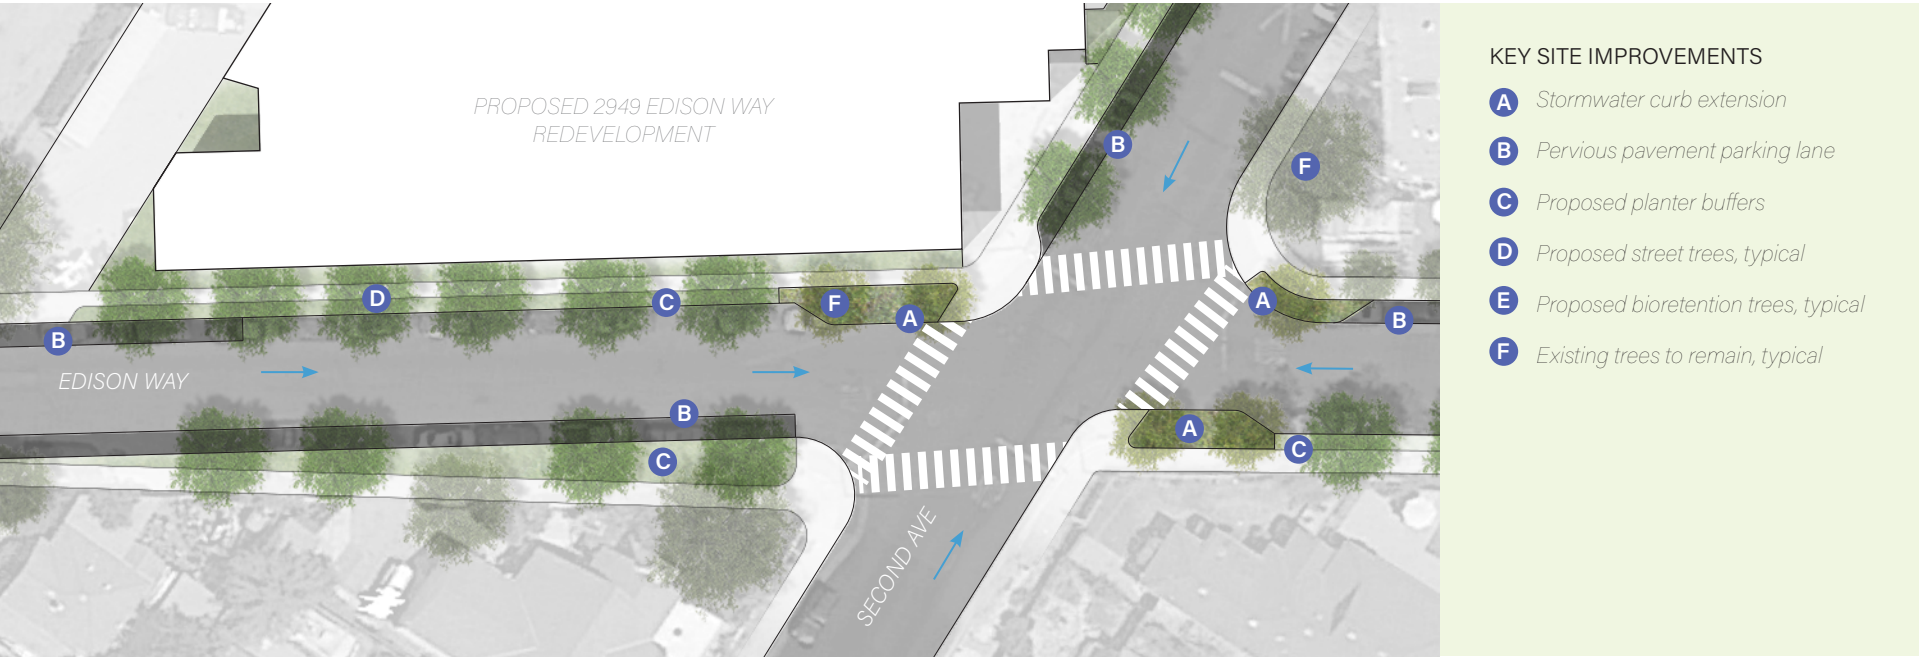 PROPOSED 2949 EDISON WAY
REDEVELOPMENT
B
F
D
C
F
A
A
B
B
EDISON WAY
B
C
A
C
SECOND AVE
KEY SITE IMPROVEMENTS
A Stormwater curb extension
B Pervious pavement parking lane
C Proposed planter buffers
D Proposed street trees, typical
E Proposed bioretention trees, typical
F Existing trees to remain, typical